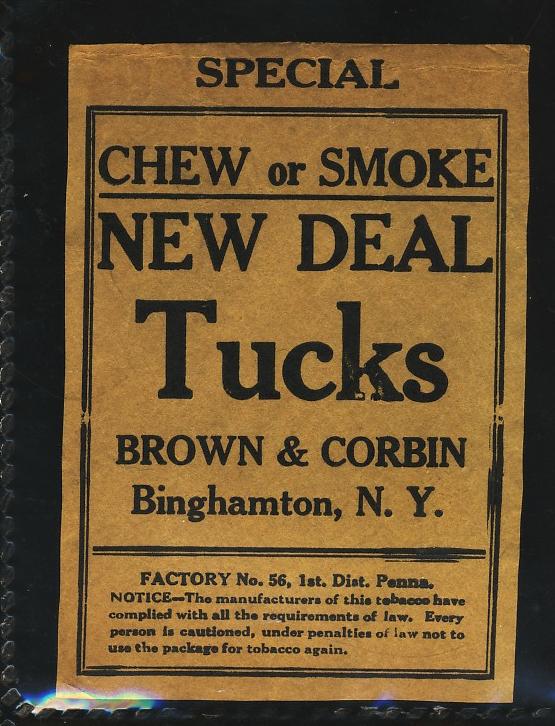 SPECIAL
CHEW or SMOKE
NEW DEAL
Tucks
BROWN & CORBIN
Binghamton, N. Y.
FACTORY No. 56, 1st. Dist. Penna.
NOTICE—The manufacturers of this tobacco have
complied with all the requirements of law. Every
person is cautioned, under penalties of law not to
use the package for tobacco again.